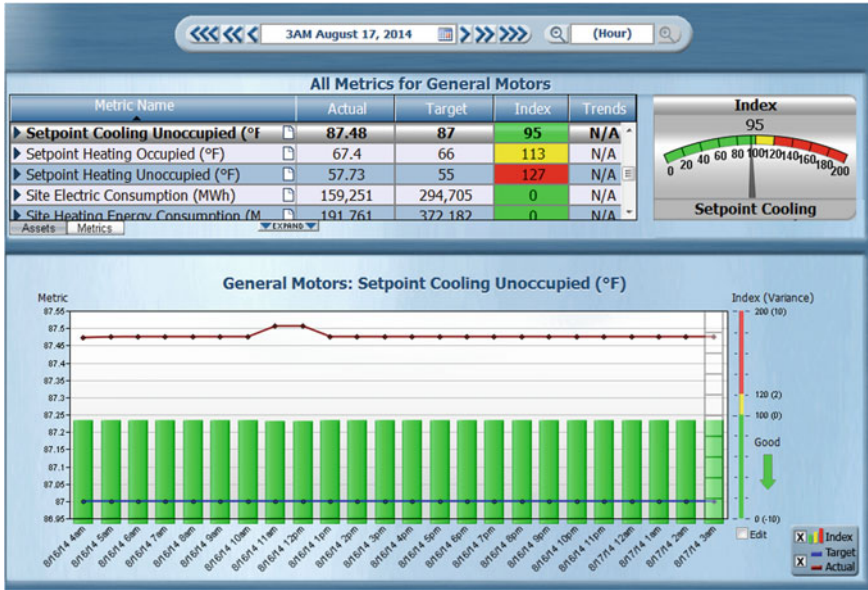 3AM August 17, 2014 (Hour)
All Metrics for General Motors
Metric Name Actual Target Index Trends
Setpoint Cooling Unoccupied (°F 87.48 87 95 N/A
Setpoint Heating Occupied (°F) 67.4 66 113 N/A
Setpoint Heating Unoccupied (°F) 57.73 55 127 N/A
Site Electric Consumption (MWh) 159,251 294,705 0 N/A
Site Heating Energy Consumption (M 191,761 372,182 0 N/A
Assets Metrics EXPAND
Index
95
0 20 40 60 80 100 120 140 160 180 200
Setpoint Cooling
General Motors: Setpoint Cooling Unoccupied (°F)
Metric
Index (Variance)
87.55
87.5
87.45
87.4
87.35
87.3
87.25
87.2
87.15
87.1
87.05
87
86.95
200 (10)
120 (2)
100 (0)
Good
0 (-10)
8/16/14 4am
8/16/14 5am
8/16/14 6am
8/16/14 7am
8/16/14 8am
8/16/14 9am
8/16/14 10am
8/16/14 11am
8/16/14 12pm
8/16/14 1pm
8/16/14 2pm
8/16/14 3pm
8/16/14 4pm
8/16/14 5pm
8/16/14 6pm
8/16/14 7pm
8/16/14 8pm
8/16/14 9pm
8/16/14 10pm
8/16/14 11pm
8/17/14 12am
8/17/14 1am
8/17/14 2am
8/17/14 3am
Edit
X Index
Target
X Actual